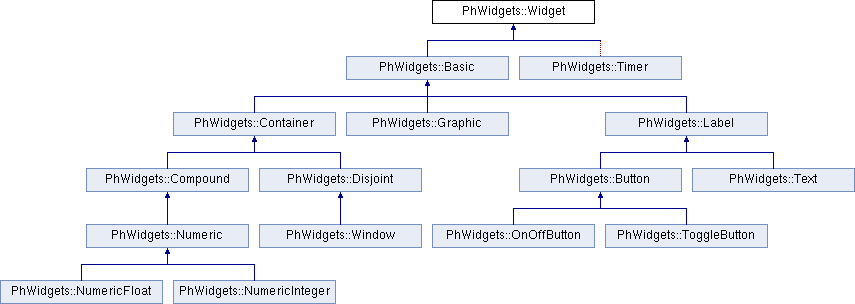 PhWidgets::Widget
PhWidgets::Basic
PhWidgets::Timer
PhWidgets::Container
PhWidgets::Graphic
PhWidgets::Label
PhWidgets::Compound
PhWidgets::Disjoint
PhWidgets::Button
PhWidgets::Text
PhWidgets::Numeric
PhWidgets::Window
PhWidgets::OnOffButton
PhWidgets::ToggleButton
PhWidgets::NumericFloat
PhWidgets::NumericInteger